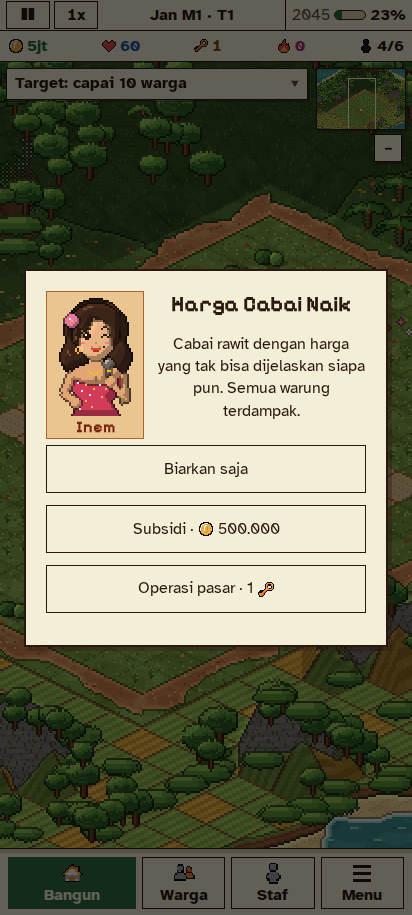 1x
Jan M1 · T1
2045
23%
5jt
60
1
0
4/6
Target: capai 10 warga
Harga Cabai Naik
Cabai rawit dengan harga
yang tak bisa dijelaskan siapa
pun. Semua warung
terdampak.
Inem
Biarkan saja
Subsidi · 500.000
Operasi pasar · 1
Bangun
Warga
Staf
Menu